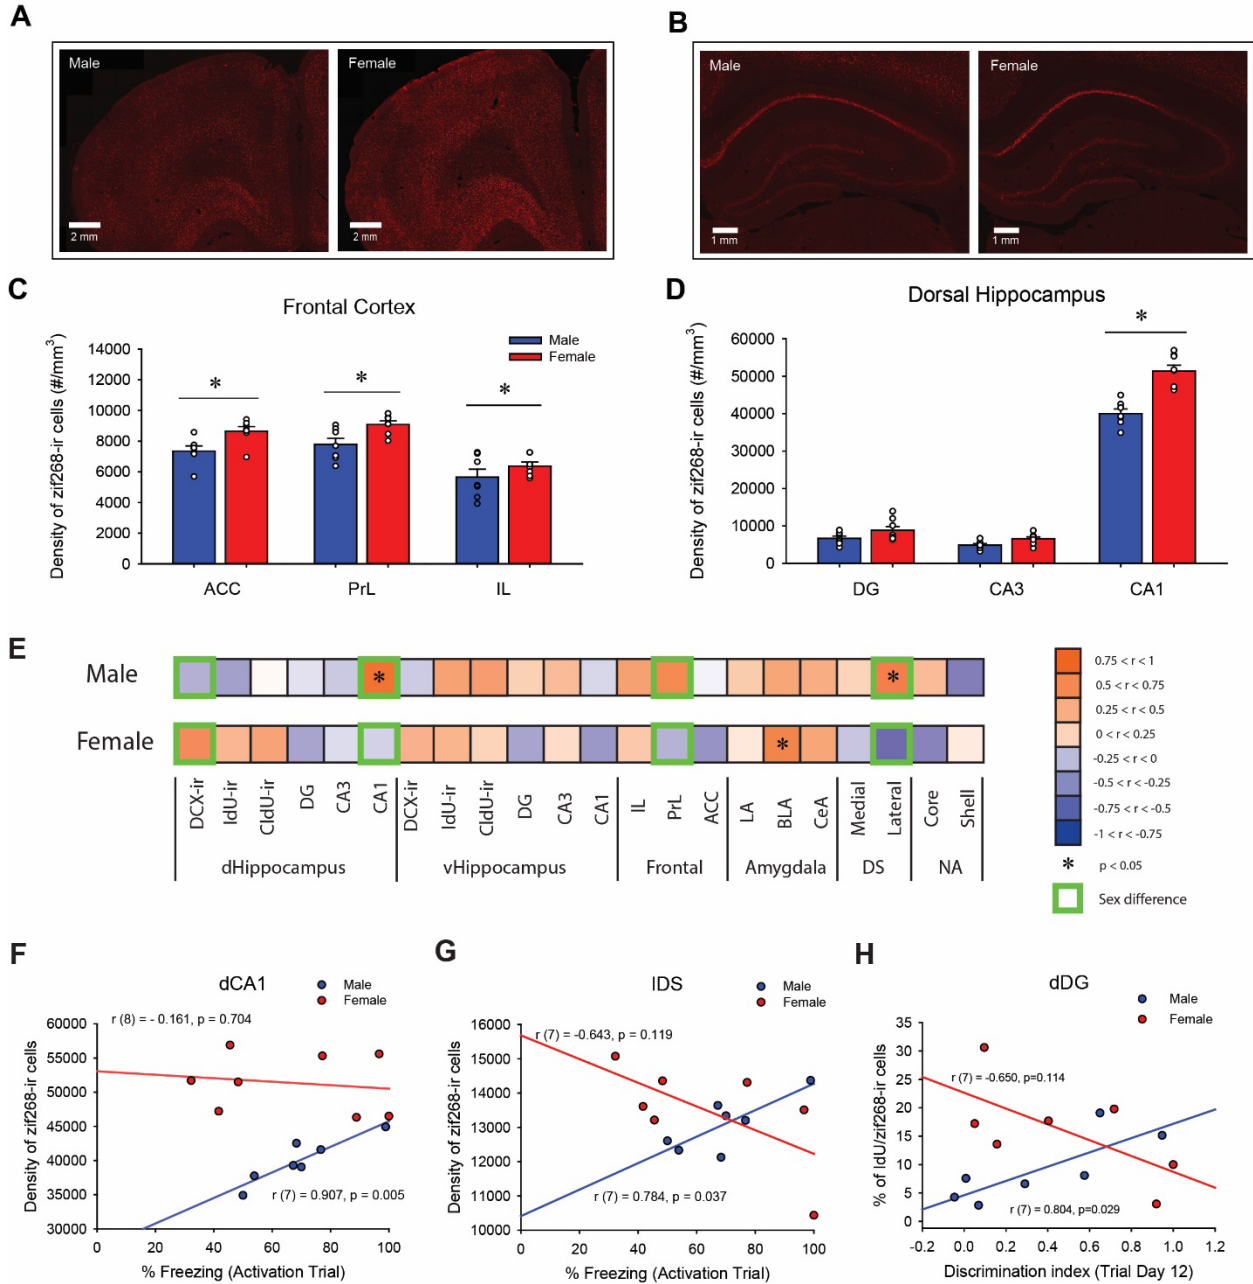 A
Male
Female
2 mm
2 mm
B
Male
Female
1 mm
1 mm
C
Frontal Cortex
Male
Female
Density of zif268-ir cells (#/mm³)
14000
12000
10000
8000
6000
4000
2000
0
*
*
*
ACC
PrL
IL
D
Dorsal Hippocampus
Density of zif268-ir cells (#/mm³)
60000
50000
40000
30000
20000
10000
0
*
DG
CA3
CA1
E
Male
*
*
Female
*
DCX-ir
IdU-ir
CldU-ir
DG
CA3
CA1
DCX-ir
IdU-ir
CldU-ir
DG
CA3
CA1
IL
PrL
ACC
LA
BLA
CeA
Medial
Lateral
Core
Shell
dHippocampus
vHippocampus
Frontal
Amygdala
DS
NA
0.75 < r < 1
0.5 < r < 0.75
0.25 < r < 0.5
0 < r < 0.25
-0.25 < r < 0
-0.5 < r < -0.25
-0.75 < r < -0.5
-1 < r < -0.75
* p < 0.05
Sex difference
F
dCA1
Male
Female
r (8) = - 0.161, p = 0.704
Density of zif268-ir cells
60000
55000
50000
45000
40000
35000
30000
r (7) = 0.907, p = 0.005
0
20
40
60
80
100
% Freezing (Activation Trial)
G
lDS
Male
Female
r (7) = -0.643, p = 0.119
Density of zif268-ir cells
16000
15000
14000
13000
12000
11000
10000
r (7) = 0.784, p = 0.037
0
20
40
60
80
100
% Freezing (Activation Trial)
H
dDG
Male
Female
r (7) = -0.650, p=0.114
% of IdU/zif268-ir cells
35
30
25
20
15
10
5
0
r (7) = 0.804, p=0.029
-0.2
0.0
0.2
0.4
0.6
0.8
1.0
1.2
Discrimination index (Trial Day 12)